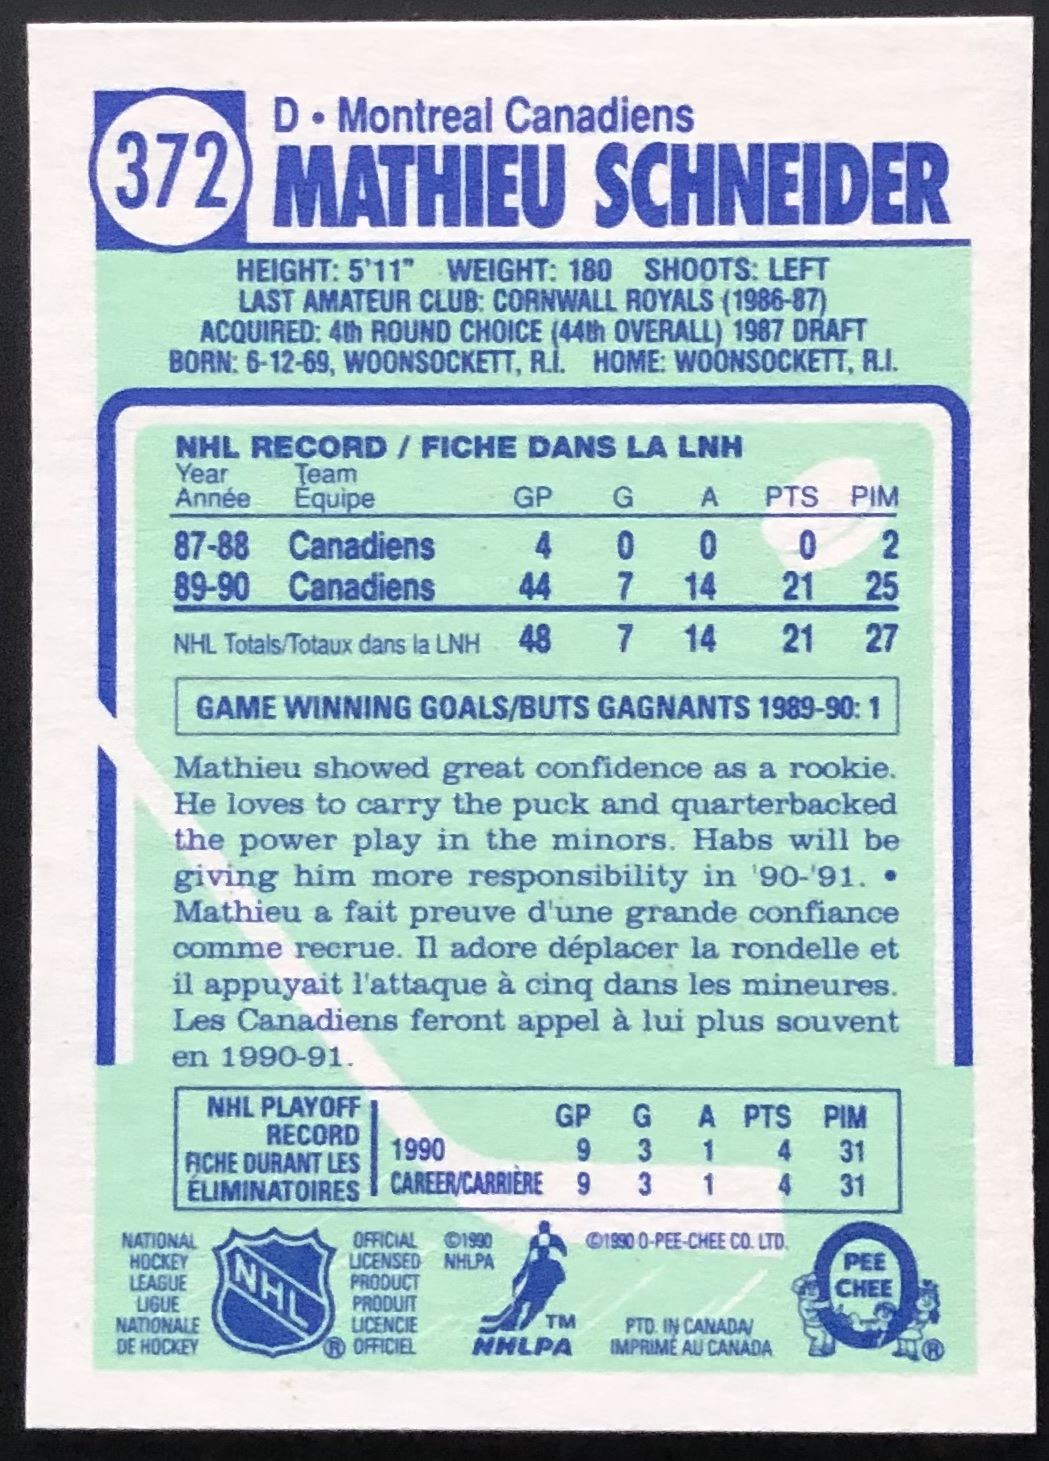 372
D • Montreal Canadiens
MATHIEU SCHNEIDER
HEIGHT: 5'11" WEIGHT: 180 SHOOTS: LEFT
LAST AMATEUR CLUB: CORNWALL ROYALS (1986-87)
ACQUIRED: 4th ROUND CHOICE (44th OVERALL) 1987 DRAFT
BORN: 6-12-69, WOONSOCKETT, R.I. HOME: WOONSOCKETT, R.I.
NHL RECORD / FICHE DANS LA LNH
Year Team
Année Équipe GP G A PTS PIM
87-88 Canadiens 4 0 0 0 2
89-90 Canadiens 44 7 14 21 25
NHL Totals/Totaux dans la LNH 48 7 14 21 27
GAME WINNING GOALS/BUTS GAGNANTS 1989-90: 1
Mathieu showed great confidence as a rookie.
He loves to carry the puck and quarterbacked
the power play in the minors. Habs will be
giving him more responsibility in '90-'91. •
Mathieu a fait preuve d'une grande confiance
comme recrue. Il adore déplacer la rondelle et
il appuyait l'attaque à cinq dans les mineures.
Les Canadiens feront appel à lui plus souvent
en 1990-91.
NHL PLAYOFF
RECORD
FICHE DURANT LES
ÉLIMINATOIRES
GP G A PTS PIM
1990 9 3 1 4 31
CAREER/CARRIÈRE 9 3 1 4 31
NATIONAL
HOCKEY
LEAGUE
LIGUE
NATIONALE
DE HOCKEY
NHL
®
OFFICIAL
LICENSED
PRODUCT
PRODUIT
LICENCIE
OFFICIEL
©1990
NHLPA
TM
NHLPA
©1990 O-PEE-CHEE CO. LTD.
PTD. IN CANADA/
IMPRIMÉ AU CANADA
O
PEE
CHEE
®